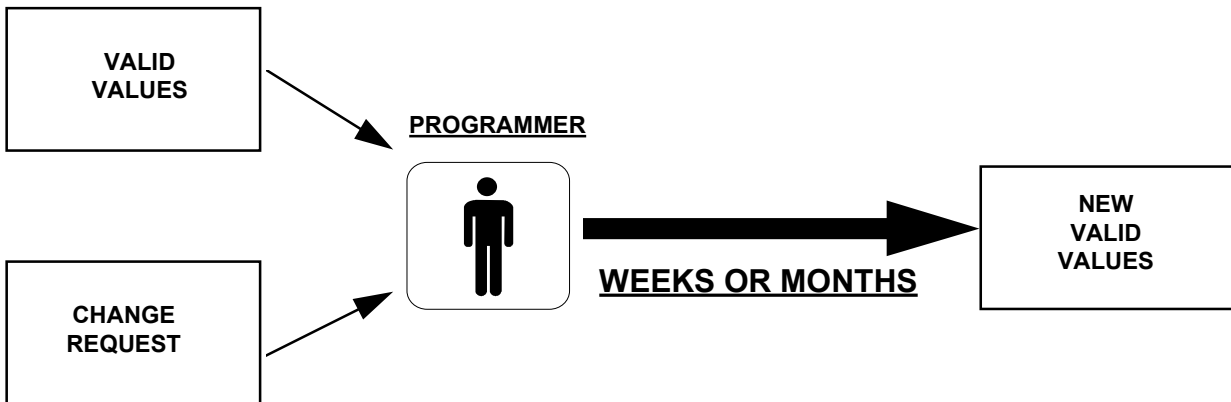 VALID
VALUES
PROGRAMMER
CHANGE
REQUEST
WEEKS OR MONTHS
NEW
VALID
VALUES